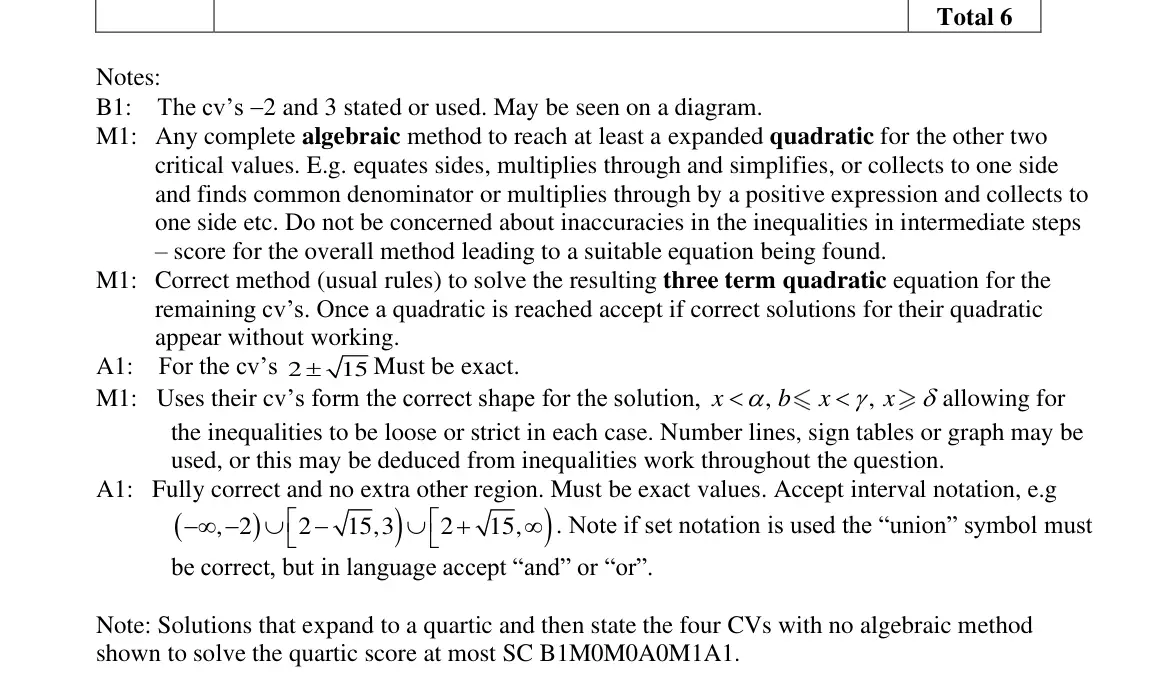 Total 6
Notes:
B1: The cv’s –2 and 3 stated or used. May be seen on a diagram.
M1: Any complete algebraic method to reach at least a expanded quadratic for the other two
critical values. E.g. equates sides, multiplies through and simplifies, or collects to one side
and finds common denominator or multiplies through by a positive expression and collects to
one side etc. Do not be concerned about inaccuracies in the inequalities in intermediate steps
– score for the overall method leading to a suitable equation being found.
M1: Correct method (usual rules) to solve the resulting three term quadratic equation for the
remaining cv’s. Once a quadratic is reached accept if correct solutions for their quadratic
appear without working.
A1: For the cv’s 2 ± √15 Must be exact.
M1: Uses their cv’s form the correct shape for the solution, x < α, b ⩽ x < γ, x ⩾ δ allowing for
the inequalities to be loose or strict in each case. Number lines, sign tables or graph may be
used, or this may be deduced from inequalities work throughout the question.
A1: Fully correct and no extra other region. Must be exact values. Accept interval notation, e.g
(−∞,−2)∪[2−√15,3)∪[2+√15,∞). Note if set notation is used the “union” symbol must
be correct, but in language accept “and” or “or”.
Note: Solutions that expand to a quartic and then state the four CVs with no algebraic method
shown to solve the quartic score at most SC B1M0M0A0M1A1.